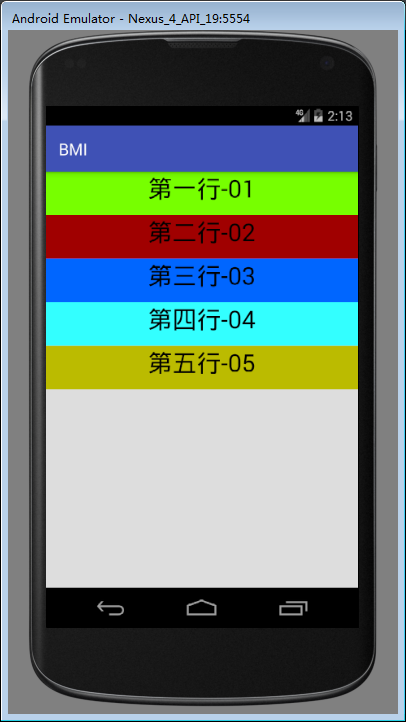 Android Emulator - Nexus_4_API_19:5554
4G 2:13
BMI
第一行-01
第二行-02
第三行-03
第四行-04
第五行-05